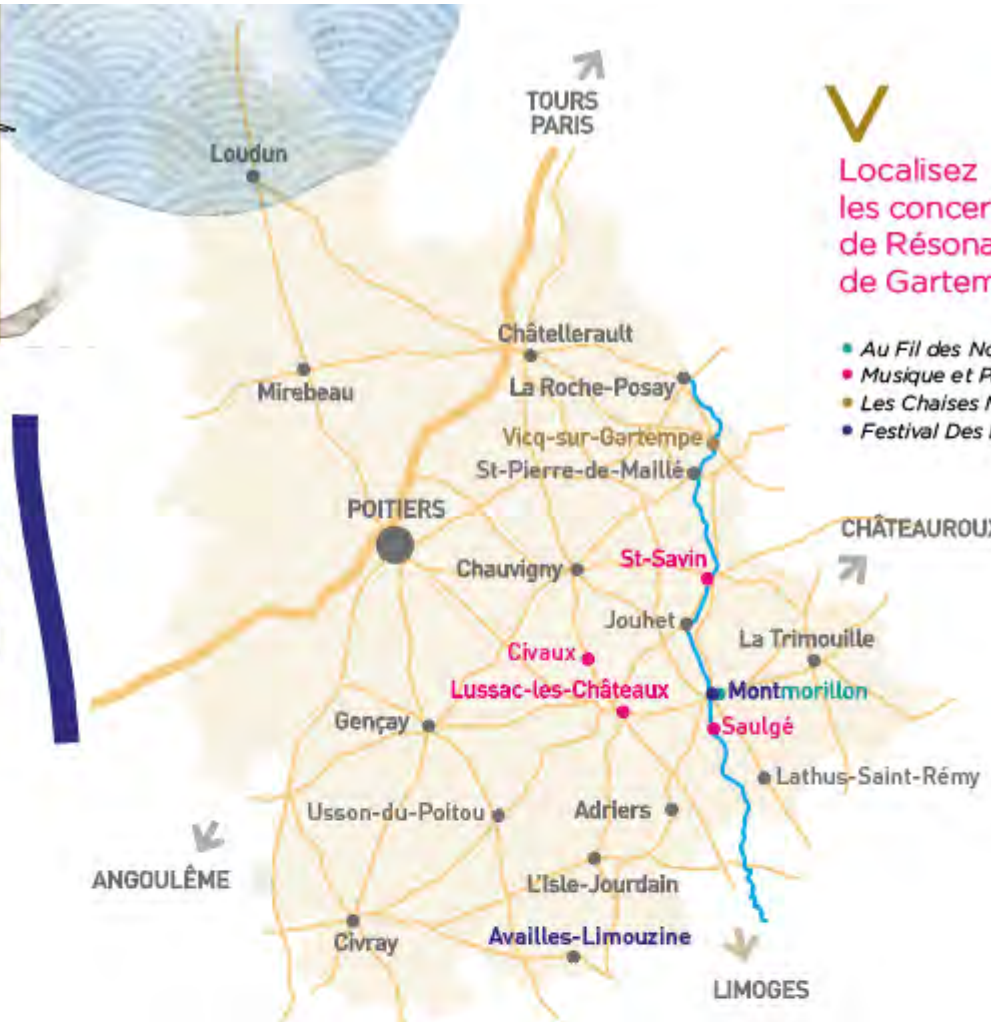 TOURS
PARIS
Loudun
Localisez
les concer
de Résona
de Gartem
Châtellerault
Mirebeau
La Roche-Posay
• Au Fil des No
• Musique et P
• Les Chaises
• Festival Des
Vicq-sur-Gartempe
St-Pierre-de-Maillé
POITIERS
CHÂTEAUROUX
St-Savin
Chauvigny
Jouhet
La Trimouille
Civaux
Lussac-les-Châteaux
Montmorillon
Gençay
Saulgé
Lathus-Saint-Rémy
Usson-du-Poitou
Adriers
ANGOULÊME
L'Isle-Jourdain
Availles-Limouzine
Civray
LIMOGES